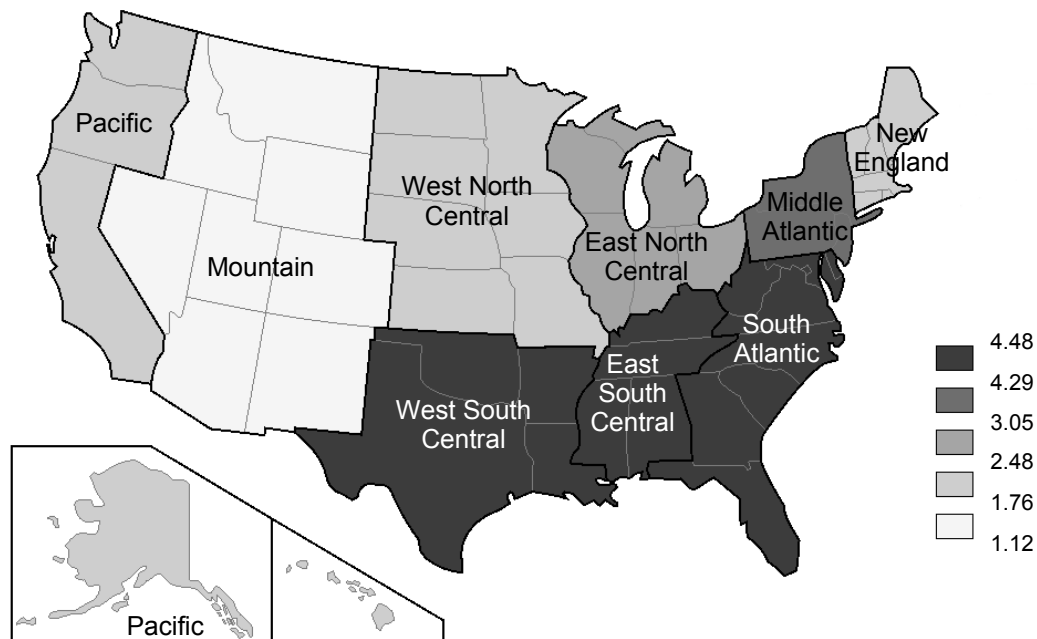 Pacific
New
England
West North
Central
Middle
Atlantic
East North
Central
Mountain
South
Atlantic
East
South
Central
West South
Central
4.48
4.29
3.05
2.48
1.76
1.12
Pacific